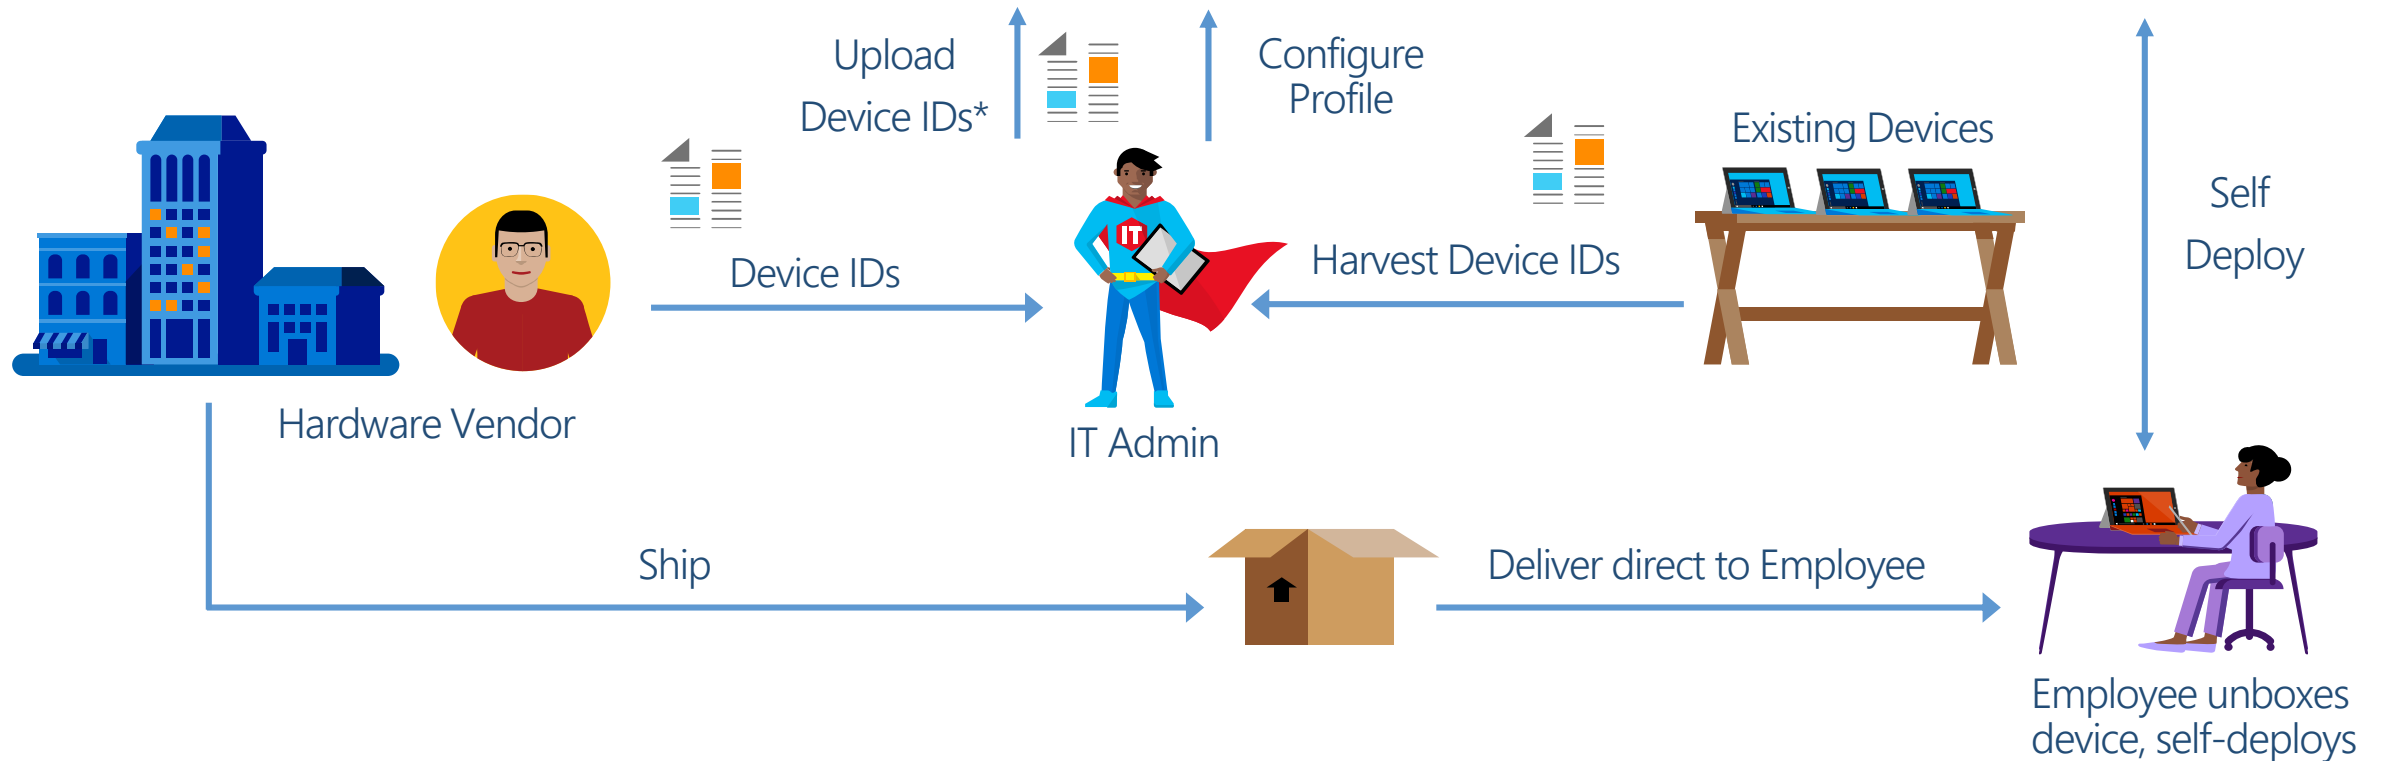 Upload
Device IDs*
Configure
Profile
Existing Devices
Self
Deploy
Device IDs
IT
Harvest Device IDs
Hardware Vendor
IT Admin
Ship
Deliver direct to Employee
Employee unboxes
device, self-deploys